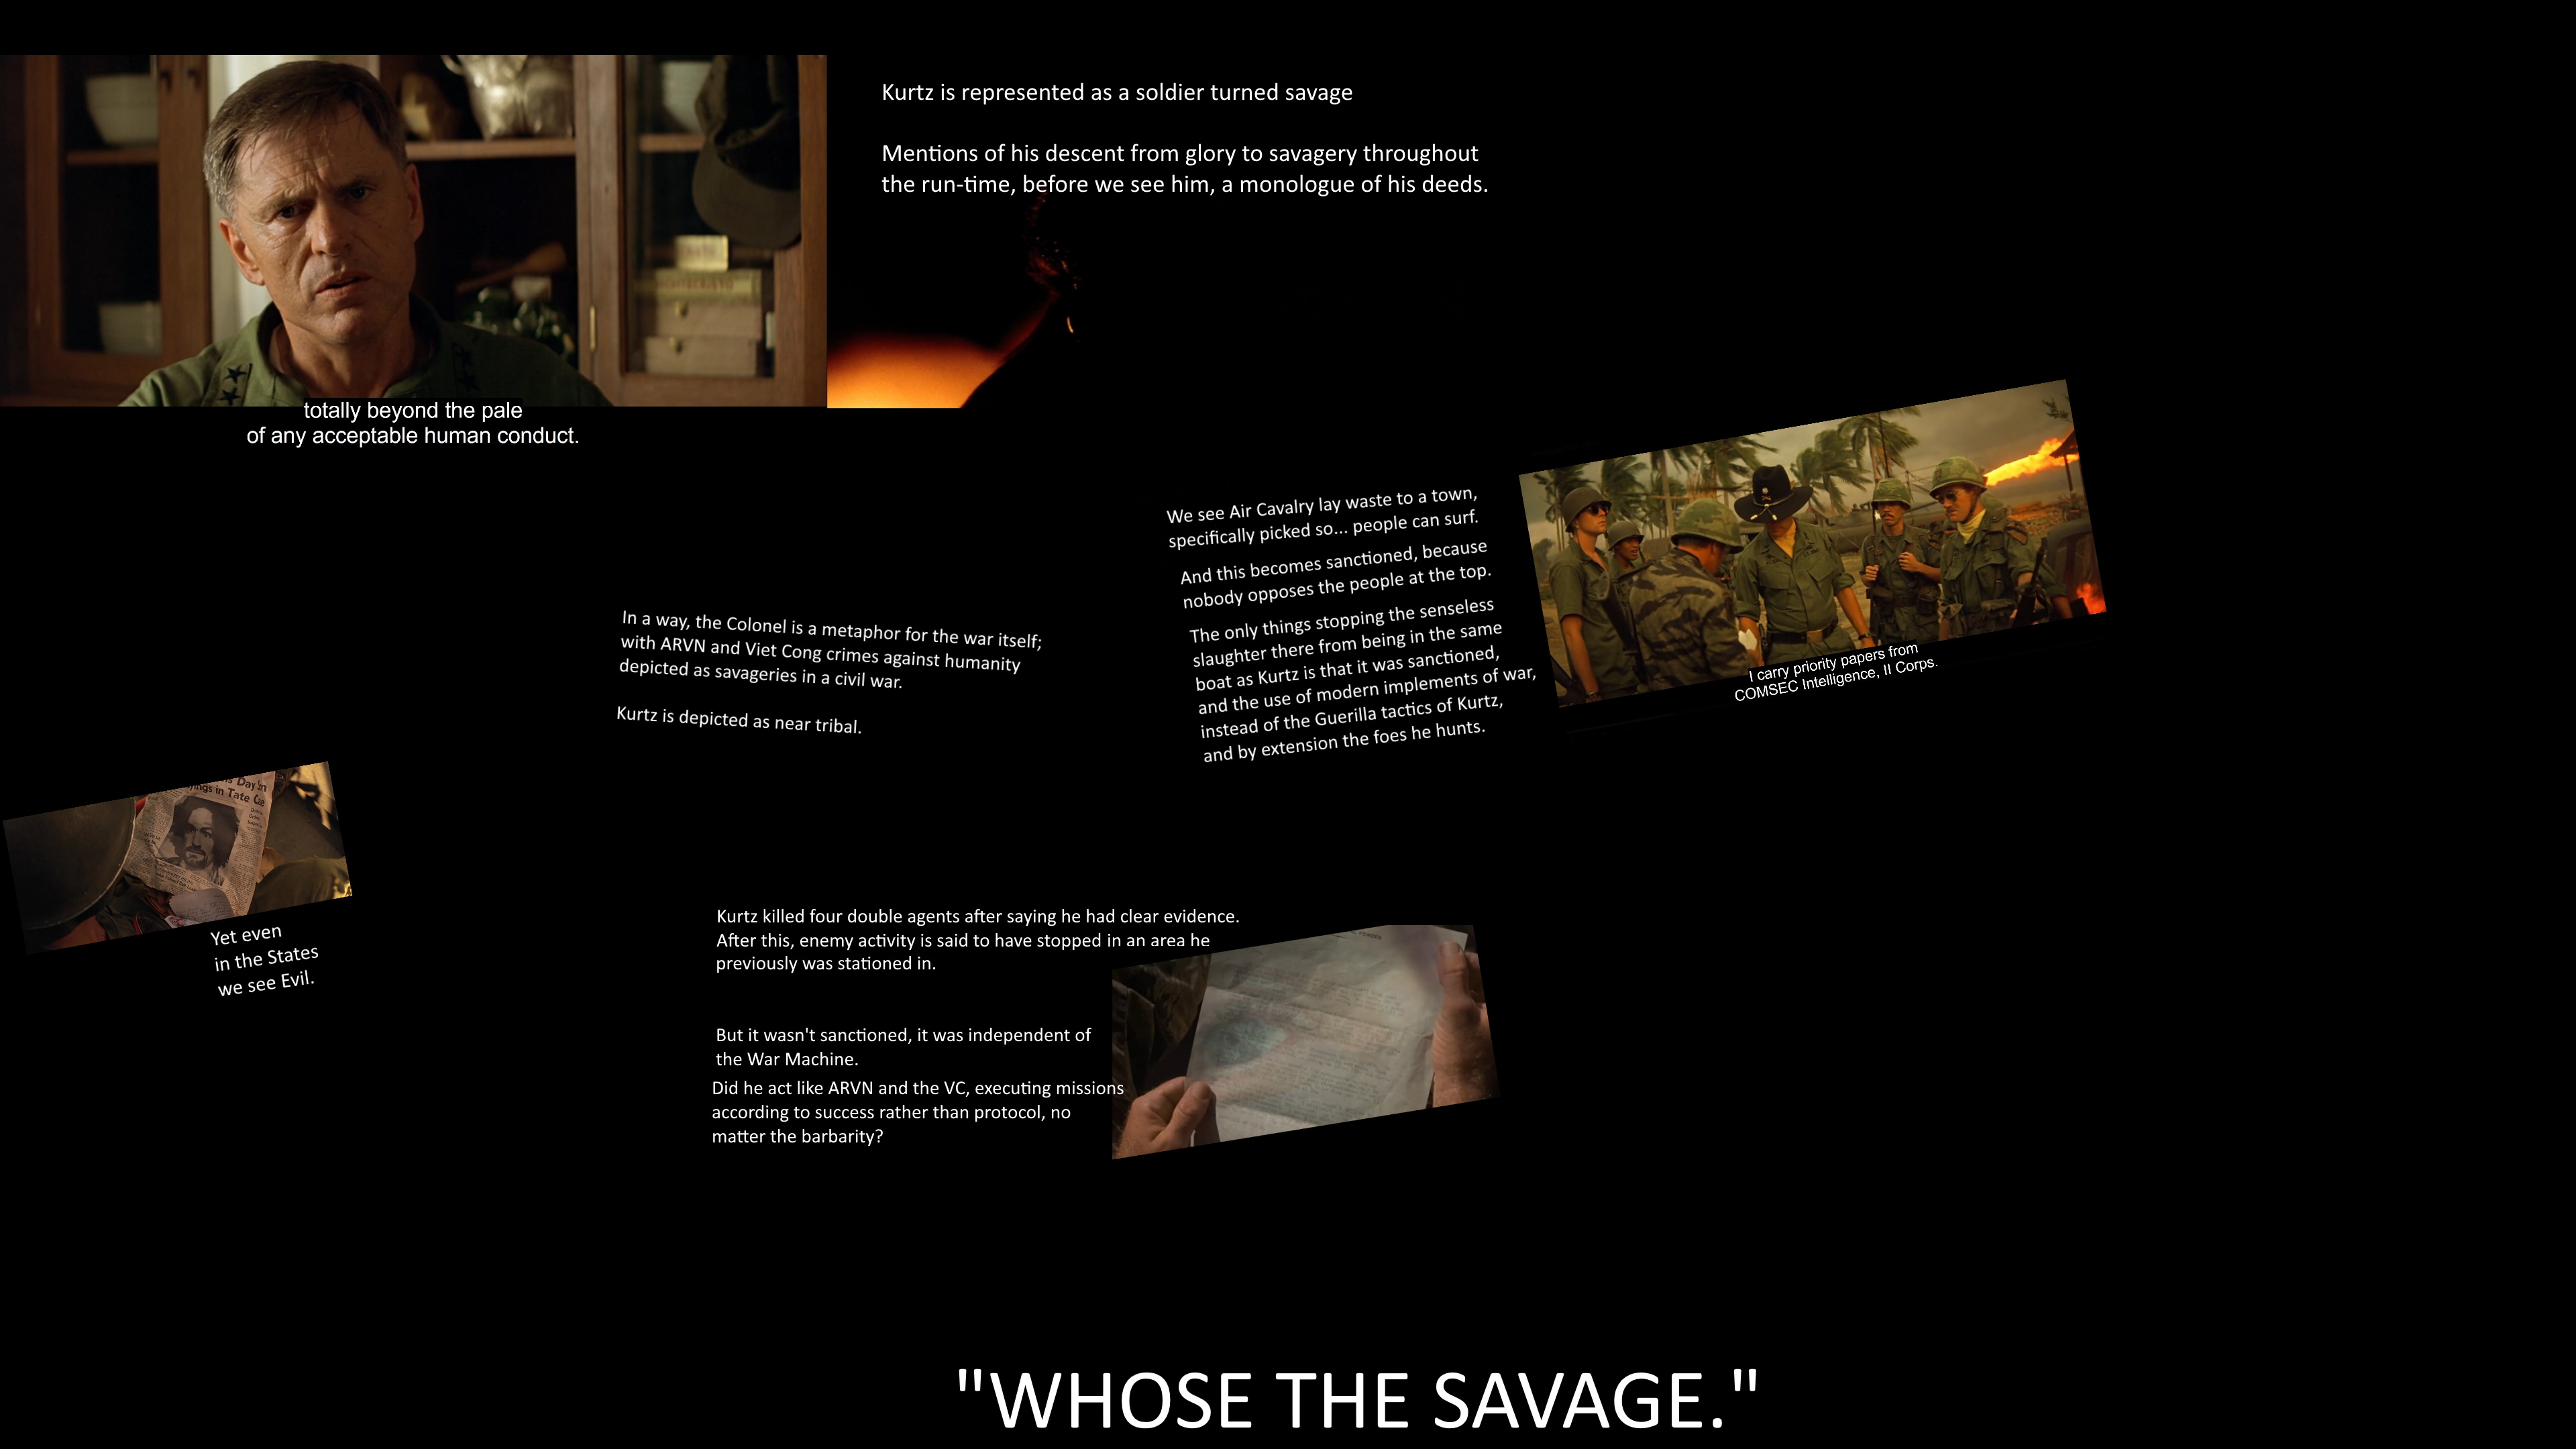 Kurtz is represented as a soldier turned savage
Mentions of his descent from glory to savagery throughout
the run-time, before we see him, a monologue of his deeds.
totally beyond the pale
of any acceptable human conduct.
We see Air Cavalry lay waste to a town,
specifically picked so... people can surf.
And this becomes sanctioned, because
nobody opposes the people at the top.
The only things stopping the senseless
slaughter there from being in the same
boat as Kurtz is that it was sanctioned,
and the use of modern implements of war,
instead of the Guerilla tactics of Kurtz,
and by extension the foes he hunts.
I carry priority papers from
COMSEC Intelligence, II Corps.
In a way, the Colonel is a metaphor for the war itself;
with ARVN and Viet Cong crimes against humanity
depicted as savageries in a civil war.
Kurtz is depicted as near tribal.
Day in
in Tate
Yet even
in the States
we see Evil.
Kurtz killed four double agents after saying he had clear evidence.
After this, enemy activity is said to have stopped in an area he
previously was stationed in.
But it wasn't sanctioned, it was independent of
the War Machine.
Did he act like ARVN and the VC, executing missions
according to success rather than protocol, no
matter the barbarity?
"WHOSE THE SAVAGE."